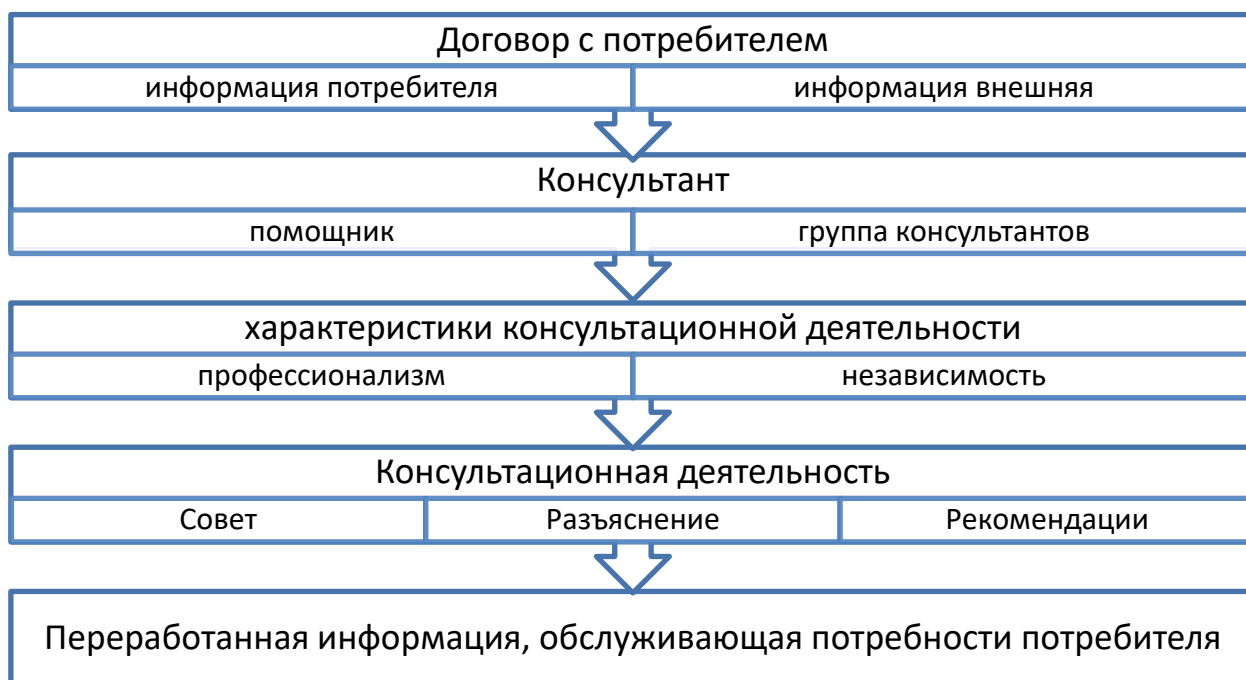 Договор с потребителем
информация потребителя
информация внешняя
Консультант
помощник
группа консультантов
характеристики консультационной деятельности
профессионализм
независимость
Консультационная деятельность
Совет
Разъяснение
Рекомендации
Переработанная информация, обслуживающая потребности потребителя